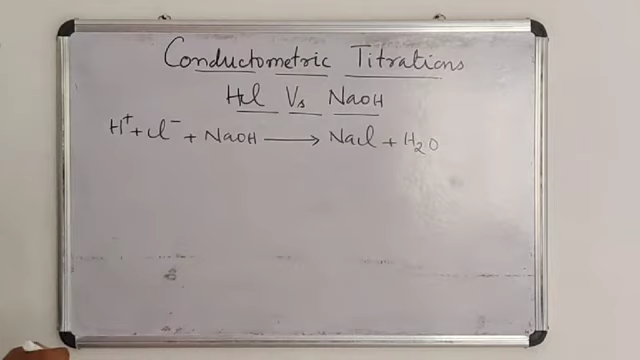 Conductometric Titrations
HCl Vs NaOH
H⁺ + Cl⁻ + NaOH ⟶ NaCl + H₂O